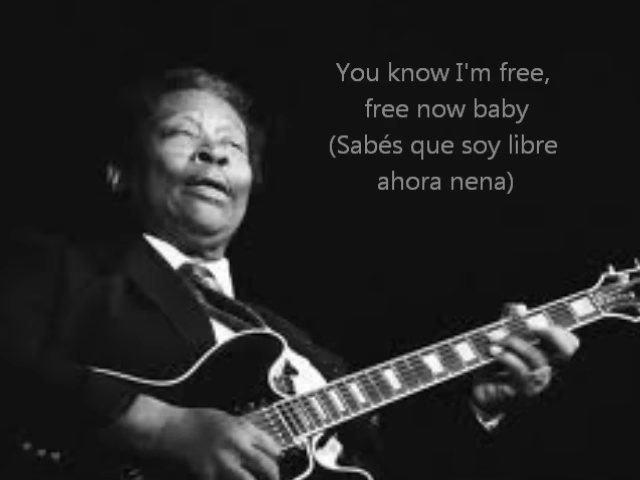 You know I'm free,
free now baby
(Sabés que soy libre
ahora nena)